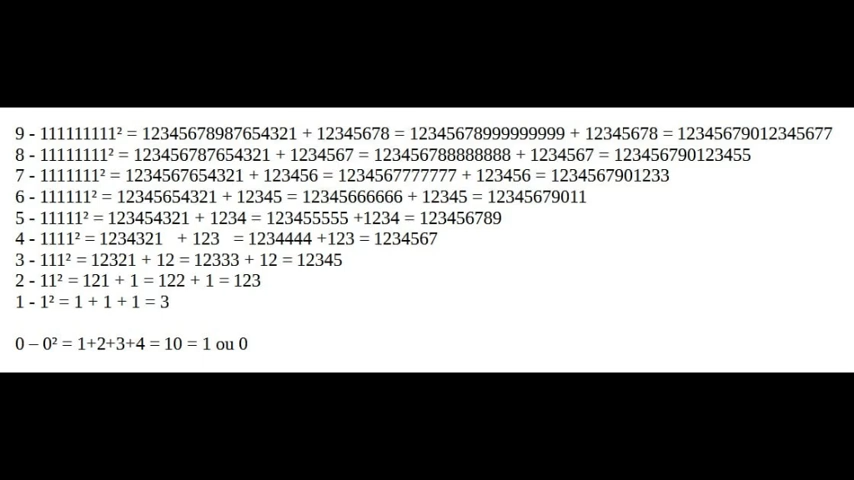 9 - 111111111² = 12345678987654321 + 12345678 = 12345678999999999 + 12345678 = 12345679012345677
8 - 11111111² = 123456787654321 + 1234567 = 123456788888888 + 1234567 = 123456790123455
7 - 1111111² = 1234567654321 + 123456 = 1234567777777 + 123456 = 1234567901233
6 - 111111² = 12345654321 + 12345 = 12345666666 + 12345 = 12345679011
5 - 11111² = 123454321 + 1234 = 123455555 +1234 = 123456789
4 - 1111² = 1234321 + 123 = 1234444 +123 = 1234567
3 - 111² = 12321 + 12 = 12333 + 12 = 12345
2 - 11² = 121 + 1 = 122 + 1 = 123
1 - 1² = 1 + 1 + 1 = 3
0 – 0² = 1+2+3+4 = 10 = 1 ou 0